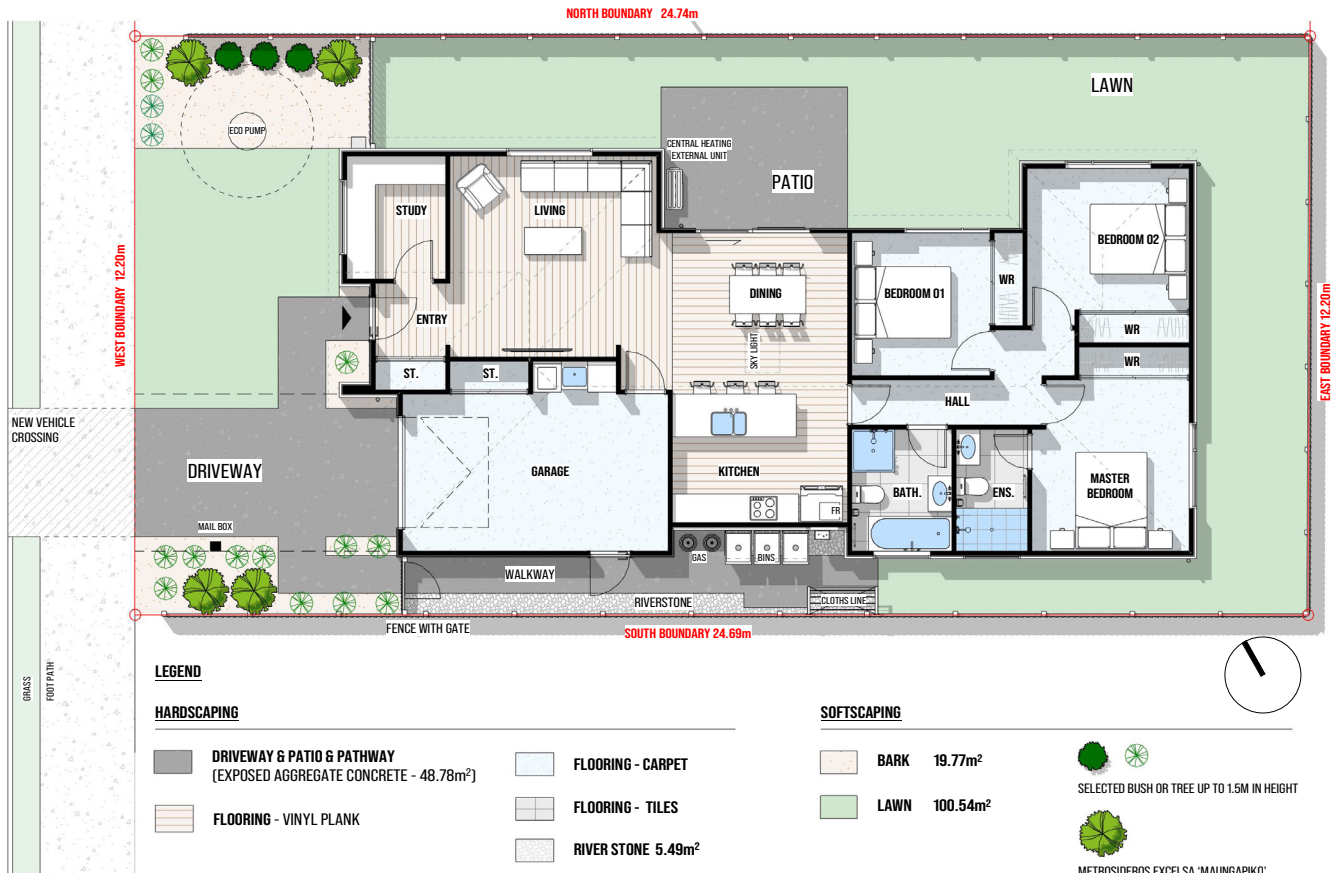 NORTH BOUNDARY 24.74m
LAWN
ECO PUMP
CENTRAL HEATING
EXTERNAL UNIT
PATIO
STUDY
LIVING
BEDROOM 02
WEST BOUNDARY 12.20m
DINING
BEDROOM 01
WR
ENTRY
WR
EAST BOUNDARY 12.20m
SKY LIGHT
ST.
ST.
WR
HALL
NEW VEHICLE
CROSSING
DRIVEWAY
GARAGE
KITCHEN
BATH.
ENS.
MASTER
BEDROOM
FR
MAIL BOX
GAS
BINS
WALKWAY
RIVERSTONE
CLOTHS LINE
FENCE WITH GATE
SOUTH BOUNDARY 24.69m
GRASS
FOOT PATH
LEGEND
HARDSCAPING
DRIVEWAY & PATIO & PATHWAY
(EXPOSED AGGREGATE CONCRETE - 48.78m²)
FLOORING - VINYL PLANK
FLOORING - CARPET
FLOORING - TILES
RIVER STONE 5.49m²
SOFTSCAPING
BARK 19.77m²
LAWN 100.54m²
SELECTED BUSH OR TREE UP TO 1.5M IN HEIGHT
METROSIDEROS EXCELSA 'MAUNGAPIKO'